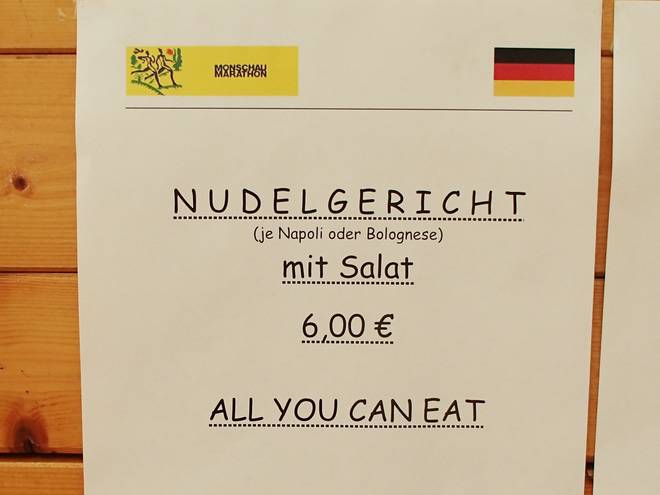 MONSCHAU
MARATHON
NUDELGERICHT
(je Napoli oder Bolognese)
mit Salat
6,00 €
ALL YOU CAN EAT